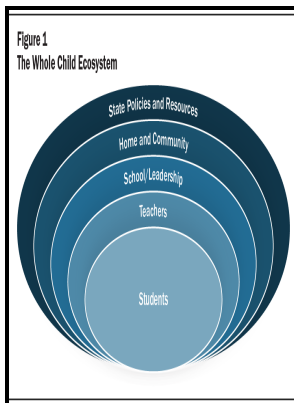 Figure 1
The Whole Child Ecosystem
State Policies and Resources
Home and Community
School/Leadership
Teachers
Students